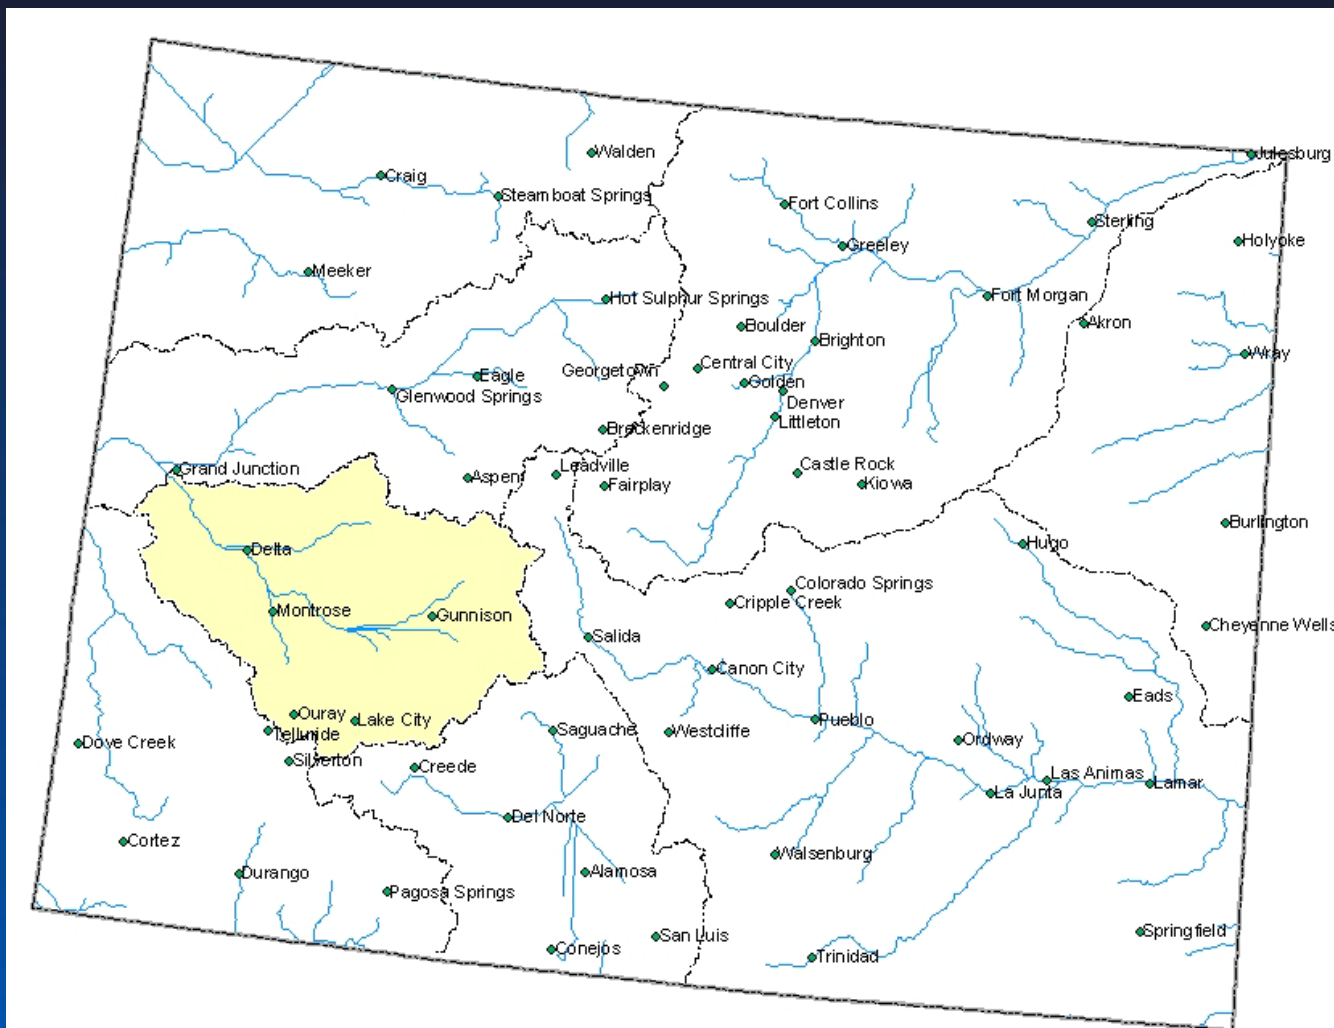 Julesburg
Walden
Craig
Steamboat Springs
Fort Collins
Sterling
Holyoke
Greeley
Meeker
Hot Sulphur Springs
Fort Morgan
Boulder
Akron
Brighton
Wray
Central City
Georgetown
Eagle
Golden
Glenwood Springs
Denver
Littleton
Breckenridge
Grand Junction
Leadville
Castle Rock
Aspen
Fairplay
Kiowa
Burlington
Delta
Hugo
Colorado Springs
Cripple Creek
Montrose
Gunnison
Cheyenne Wells
Salida
Canon City
Eads
Ouray
Lake City
Pueblo
Telluride
Saguache
Westcliffe
Dove Creek
Ordway
Silverton
Creede
Las Animas
Lamar
La Junta
Del Norte
Cortez
Walsenburg
Durango
Alamosa
Pagosa Springs
San Luis
Springfield
Conejos
Trinidad